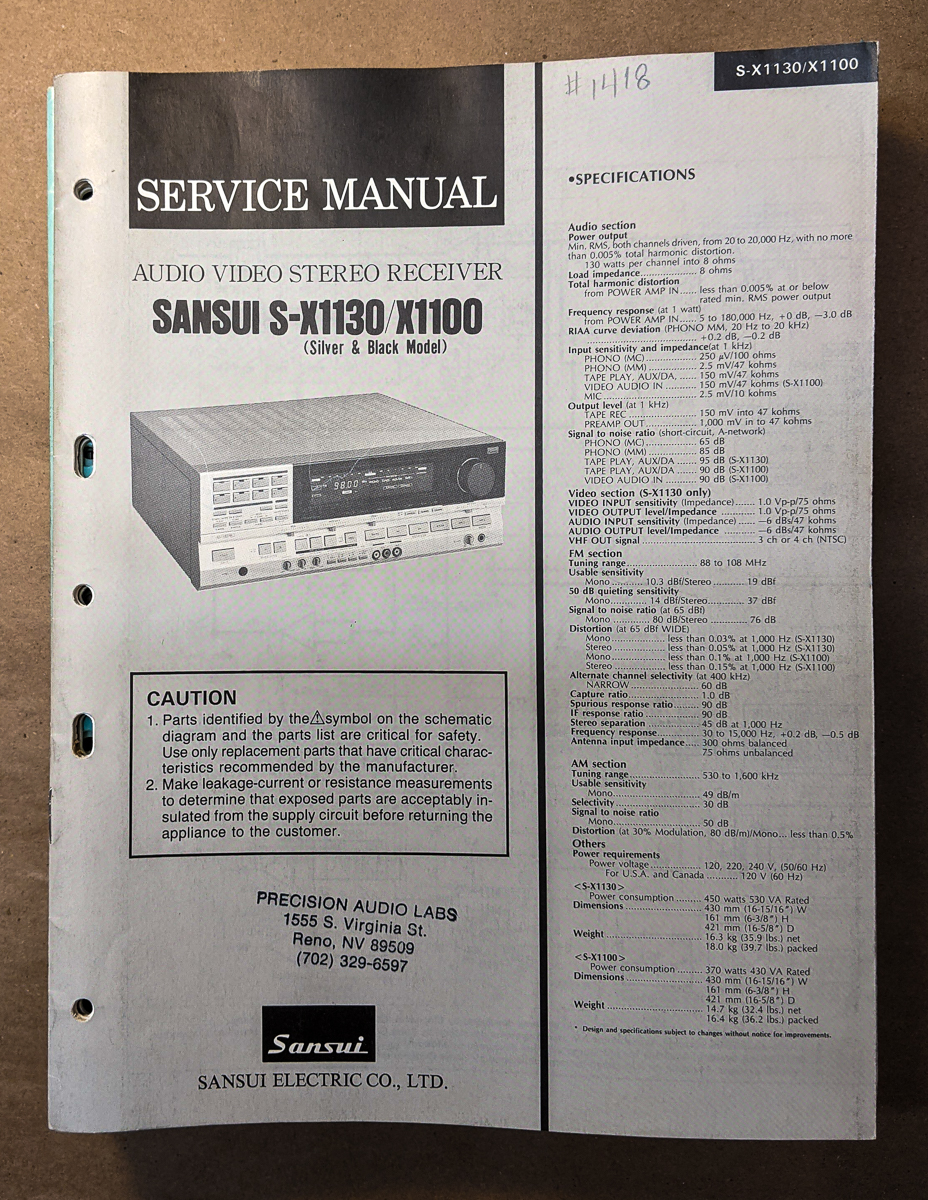 SERVICE MANUAL
AUDIO VIDEO STEREO RECEIVER
SANSUI S-X1130/X1100
(Silver & Black Model)
98.00
CAUTION
1. Parts identified by the ⚠ symbol on the schematic
diagram and the parts list are critical for safety.
Use only replacement parts that have critical charac-
teristics recommended by the manufacturer.
2. Make leakage-current or resistance measurements
to determine that exposed parts are acceptably in-
sulated from the supply circuit before returning the
appliance to the customer.
PRECISION AUDIO LABS
1555 S. Virginia St.
Reno, NV 89509
(702) 329-6597
Sansui
SANSUI ELECTRIC CO., LTD.
#1418
S-X1130/X1100
•SPECIFICATIONS
Audio section
Power output
Min. RMS, both channels driven, from 20 to 20,000 Hz, with no more
than 0.005% total harmonic distortion.
130 watts per channel into 8 ohms
Load impedance................... 8 ohms
Total harmonic distortion
from POWER AMP IN...... less than 0.005% at or below
rated min. RMS power output
Frequency response (at 1 watt)
from POWER AMP IN..... 5 to 180,000 Hz, +0 dB, −3.0 dB
RIAA curve deviation (PHONO MM, 20 Hz to 20 kHz)
................................... +0.2 dB, −0.2 dB
Input sensitivity and impedance(at 1 kHz)
PHONO (MC)................. 250 μV/100 ohms
PHONO (MM)................ 2.5 mV/47 kohms
TAPE PLAY, AUX/DA, ...... 150 mV/47 kohms
VIDEO AUDIO IN ........... 150 mV/47 kohms (S-X1100)
MIC ............................... 2.5 mV/10 kohms
Output level (at 1 kHz)
TAPE REC ....................... 150 mV into 47 kohms
PREAMP OUT................. 1,000 mV in to 47 kohms
Signal to noise ratio (short-circuit, A-network)
PHONO (MC)................. 65 dB
PHONO (MM)................ 85 dB
TAPE PLAY, AUX/DA ...... 95 dB (S-X1130)
TAPE PLAY, AUX/DA ...... 90 dB (S-X1100)
VIDEO AUDIO IN ........... 90 dB (S-X1100)
Video section (S-X1130 only)
VIDEO INPUT sensitivity (Impedance)...... 1.0 Vp-p/75 ohms
VIDEO OUTPUT level/Impedance .......... 1.0 Vp-p/75 ohms
AUDIO INPUT sensitivity (Impedance) ..... −6 dBs/47 kohms
AUDIO OUTPUT level/Impedance .......... −6 dBs/47 kohms
VHF OUT signal ................................... 3 ch or 4 ch (NTSC)
FM section
Tuning range........................ 88 to 108 MHz
Usable sensitivity
Mono........... 10.3 dBf/Stereo............ 19 dBf
50 dB quieting sensitivity
Mono............. 14 dBf/Stereo............ 37 dBf
Signal to noise ratio (at 65 dBf)
Mono ............ 80 dB/Stereo ............. 76 dB
Distortion (at 65 dBf WIDE)
Mono.................. less than 0.03% at 1,000 Hz (S-X1130)
Stereo ................ less than 0.05% at 1,000 Hz (S-X1130)
Mono.................. less than 0.1% at 1,000 Hz (S-X1100)
Stereo ................ less than 0.15% at 1,000 Hz (S-X1100)
Alternate channel selectivity (at 400 kHz)
NARROW................................. 60 dB
Capture ratio......................... 1.0 dB
Spurious response ratio......... 90 dB
IF response ratio ................... 90 dB
Stereo separation .................. 45 dB at 1,000 Hz
Frequency response............... 30 to 15,000 Hz, +0.2 dB, −0.5 dB
Antenna input impedance..... 300 ohms balanced
75 ohms unbalanced
AM section
Tuning range........................ 530 to 1,600 kHz
Usable sensitivity
Mono............................. 49 dB/m
Selectivity ............................. 30 dB
Signal to noise ratio
Mono............................. 50 dB
Distortion (at 30% Modulation, 80 dB/m)/Mono... less than 0.5%
Others
Power requirements
Power voltage................. 120, 220, 240 V, (50/60 Hz)
For U.S.A. and Canada .......... 120 V (60 Hz)
<S-X1130>
Power consumption ......... 450 watts 530 VA Rated
Dimensions.......................... 430 mm (16-15/16") W
161 mm (6-3/8") H
421 mm (16-5/8") D
Weight ................................ 16.3 kg (35.9 lbs.) net
18.0 kg (39.7 lbs.) packed
<S-X1100>
Power consumption ......... 370 watts 430 VA Rated
Dimensions.......................... 430 mm (16-15/16") W
161 mm (6-3/8") H
421 mm (16-5/8") D
Weight ................................ 14.7 kg (32.4 lbs.) net
16.4 kg (36.2 lbs.) packed
* Design and specifications subject to changes without notice for improvements.